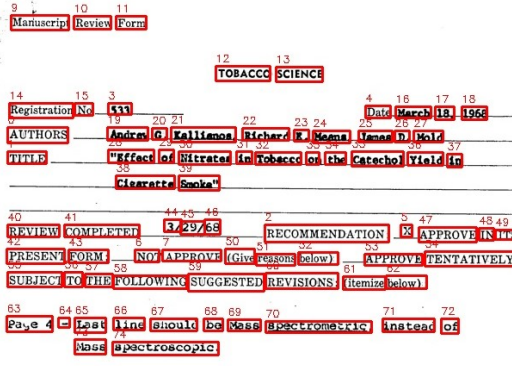 Manuscript Review Form
TOBACCO SCIENCE
Registration No 533 Date March 18, 1968
AUTHORS Andrew G. Kallianos, Richard E. Means, James D. Mold
TITLE "Effect of Nitrates in Tobacco on the Catechol Yield in
Cigarette Smoke"
REVIEW COMPLETED 3/29/68 RECOMMENDATION X APPROVE IN ITS
PRESENT FORM: NOT APPROVE (Give reasons below) APPROVE TENTATIVELY
SUBJECT TO THE FOLLOWING SUGGESTED REVISIONS: (itemize below)
Page 4 - Last line should be Mass spectrometric instead of
Mass spectroscopic.